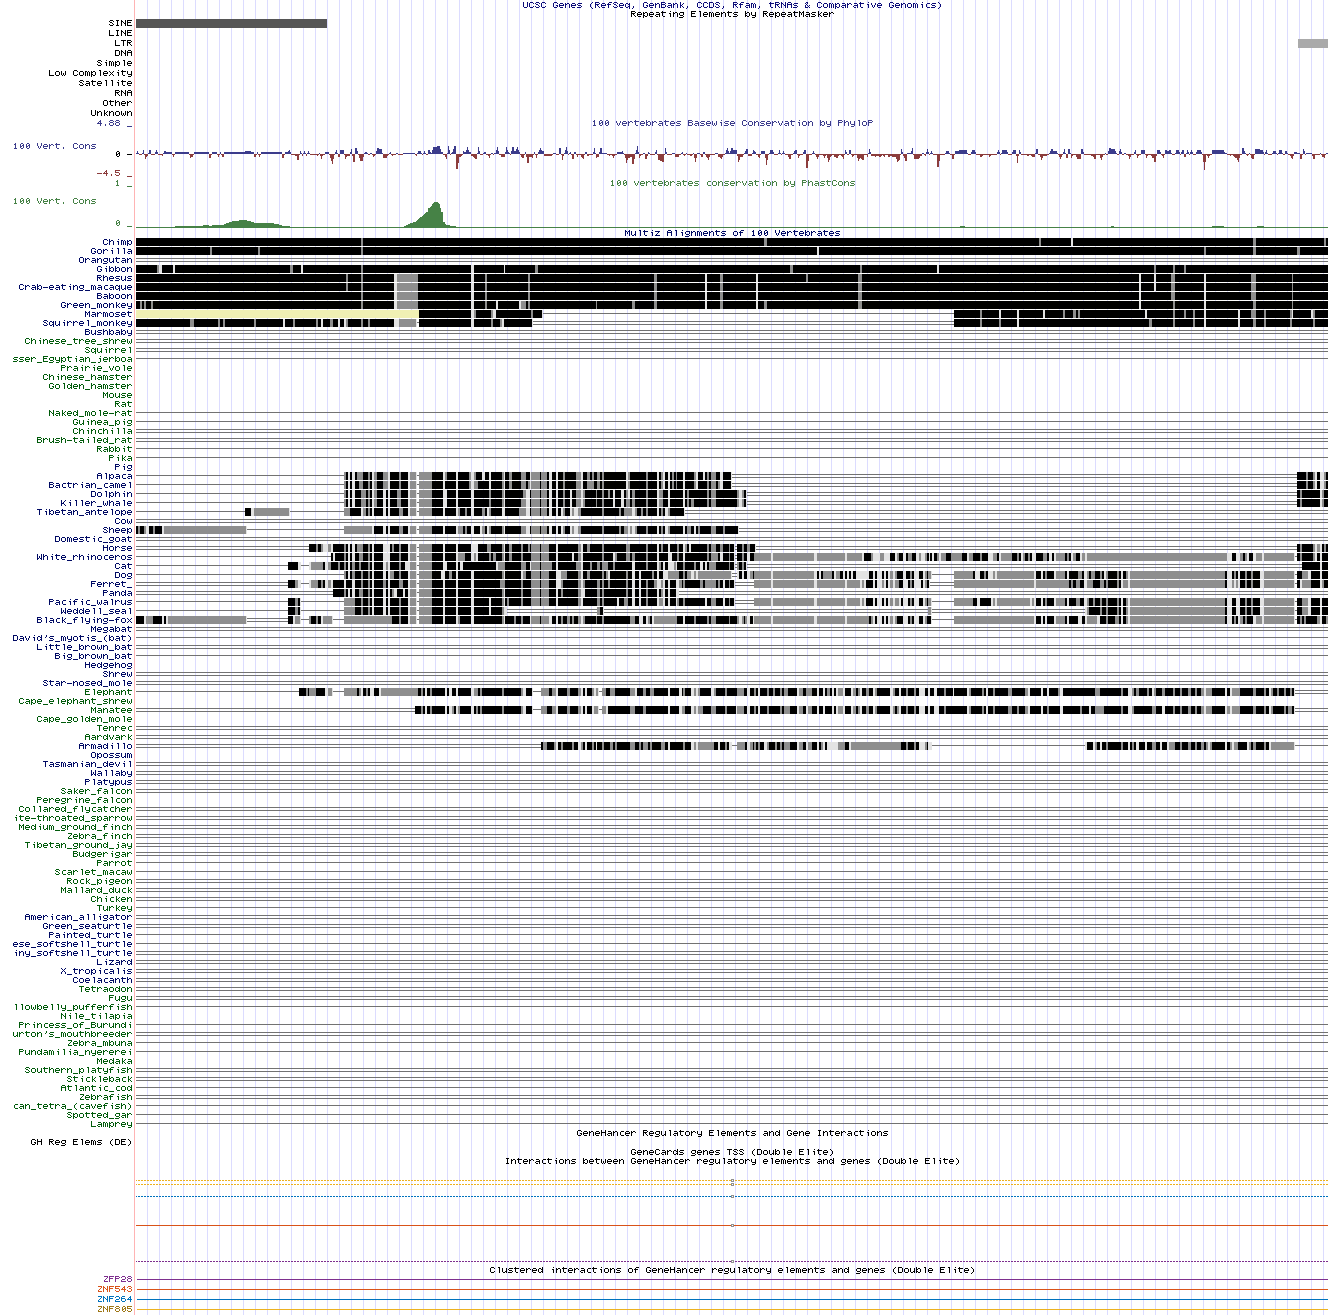 UCSC Genes (RefSeq, GenBank, CCDS, Rfam, tRNAs & Comparative Genomics)
Repeating Elements by RepeatMasker
SINE
LINE
LTR
DNA
Simple
Low Complexity
Satellite
RNA
Other
Unknown
4.88 _
100 vertebrates Basewise Conservation by PhyloP
100 Vert. Cons
0 _
-4.5 _
1 _
100 vertebrates conservation by PhastCons
100 Vert. Cons
0 _
Multiz Alignments of 100 Vertebrates
Chimp
Gorilla
Orangutan
Gibbon
Rhesus
Crab-eating_macaque
Baboon
Green_monkey
Marmoset
Squirrel_monkey
Bushbaby
Chinese_tree_shrew
Squirrel
sser_Egyptian_jerboa
Prairie_vole
Chinese_hamster
Golden_hamster
Mouse
Rat
Naked_mole-rat
Guinea_pig
Chinchilla
Brush-tailed_rat
Rabbit
Pika
Pig
Alpaca
Bactrian_camel
Dolphin
Killer_whale
Tibetan_antelope
Cow
Sheep
Domestic_goat
Horse
White_rhinoceros
Cat
Dog
Ferret_
Panda
Pacific_walrus
Weddell_seal
Black_flying-fox
Megabat
David's_myotis_(bat)
Little_brown_bat
Big_brown_bat
Hedgehog
Shrew
Star-nosed_mole
Elephant
Cape_elephant_shrew
Manatee
Cape_golden_mole
Tenrec
Aardvark
Armadillo
Opossum
Tasmanian_devil
Wallaby
Platypus
Saker_falcon
Peregrine_falcon
Collared_flycatcher
ite-throated_sparrow
Medium_ground_finch
Zebra_finch
Tibetan_ground_jay
Budgerigar
Parrot
Scarlet_macaw
Rock_pigeon
Mallard_duck
Chicken
Turkey
American_alligator
Green_seaturtle
Painted_turtle
ese_softshell_turtle
iny_softshell_turtle
Lizard
X_tropicalis
Coelacanth
Tetraodon
Fugu
llowbelly_pufferfish
Nile_tilapia
Princess_of_Burundi
urton's_mouthbreeder
Zebra_mbuna
Pundamilia_nyererei
Medaka
Southern_platyfish
Stickleback
Atlantic_cod
Zebrafish
can_tetra_(cavefish)
Spotted_gar
Lamprey
GeneHancer Regulatory Elements and Gene Interactions
GH Reg Elems (DE)
GeneCards genes TSS (Double Elite)
Interactions between GeneHancer regulatory elements and genes (Double Elite)
Clustered interactions of GeneHancer regulatory elements and genes (Double Elite)
ZFP28
ZNF543
ZNF264
ZNF805